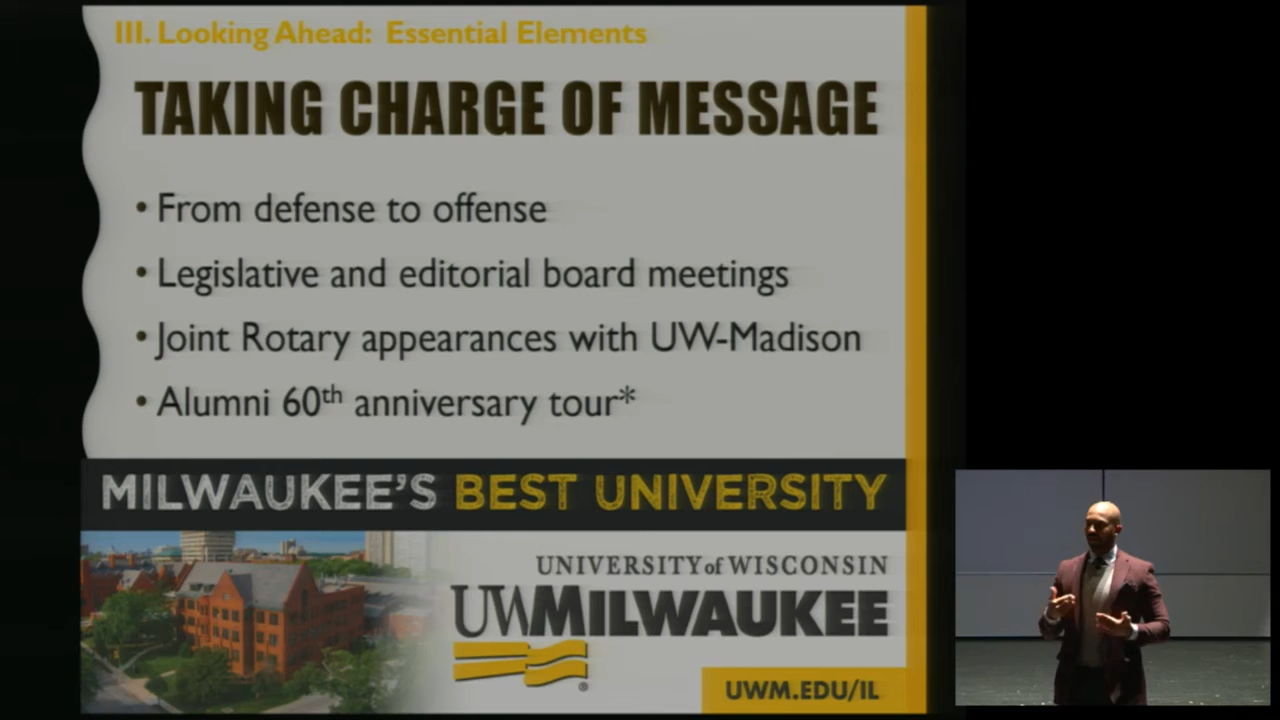 III. Looking Ahead: Essential Elements
TAKING CHARGE OF MESSAGE
• From defense to offense
• Legislative and editorial board meetings
• Joint Rotary appearances with UW-Madison
• Alumni 60th anniversary tour*
MILWAUKEE'S BEST UNIVERSITY
UNIVERSITY of WISCONSIN
UWMILWAUKEE
®
UWM.EDU/IL